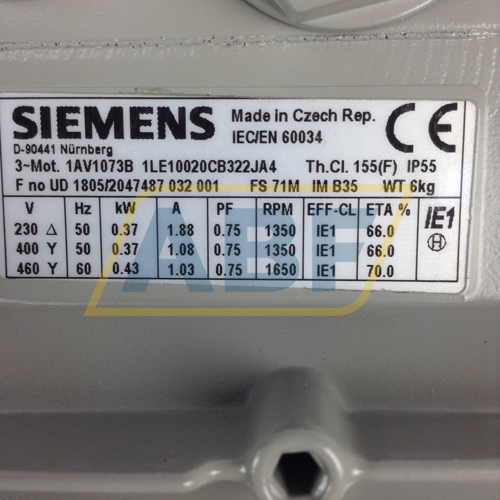 SIEMENS
D-90441 Nürnberg
Made in Czech Rep.
IEC/EN 60034
CE
3~Mot. 1AV1073B 1LE10020CB322JA4 Th.Cl. 155(F) IP55
F no UD 1805/2047487 032 001 FS 71M IM B35 WT 6kg
V Hz kW A PF RPM EFF-CL ETA %
230 Δ 50 0.37 1.88 0.75 1350 IE1 66.0
400 Y 50 0.37 1.08 0.75 1350 IE1 66.0
460 Y 60 0.43 1.03 0.75 1650 IE1 70.0
IE1
H
ABF